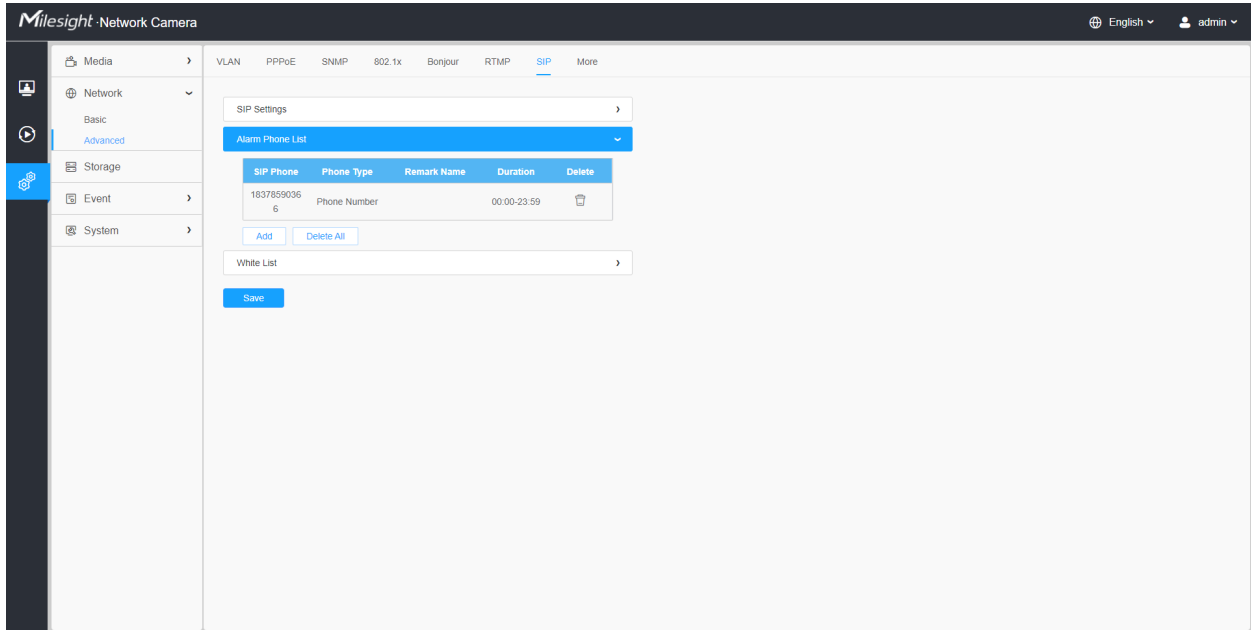 Milesight·Network Camera
English
admin
Media
Network
Basic
Advanced
Storage
Event
System
VLAN PPPoE SNMP 802.1x Bonjour RTMP SIP More
SIP Settings
Alarm Phone List
SIP Phone Phone Type Remark Name Duration Delete
1837859036
6
Phone Number 00:00-23:59
Add Delete All
White List
Save